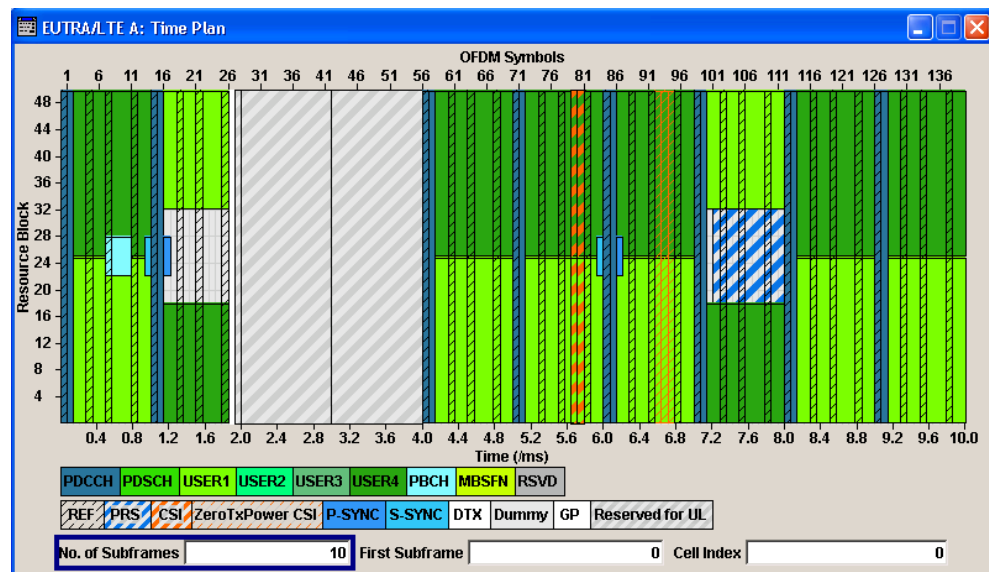 EUTRA/LTE A: Time Plan
OFDM Symbols
1 6 11 16 21 26 31 36 41 46 51 56 61 66 71 76 81 86 91 96 101 106 111 116 121 126 131 136
48
44
40
36
32
28
24
20
16
12
8
4
Resource Block
0.4 0.8 1.2 1.6 2.0 2.4 2.8 3.2 3.6 4.0 4.4 4.8 5.2 5.6 6.0 6.4 6.8 7.2 7.6 8.0 8.4 8.8 9.2 9.6 10.0
Time (/ms)
PDCCH PDSCH USER1 USER2 USER3 USER4 PBCH MBSFN RSVD
REF PRS CSI ZeroTxPower CSI P-SYNC S-SYNC DTX Dummy GP Reserved for UL
No. of Subframes 10 First Subframe 0 Cell Index 0